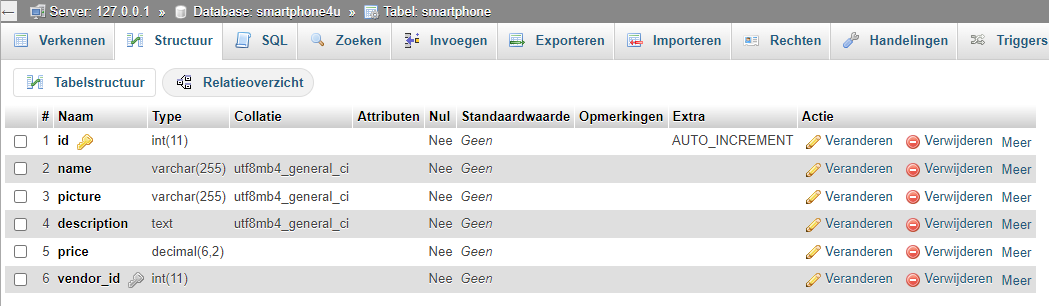 Server: 127.0.0.1 » Database: smartphone4u » Tabel: smartphone
Verkennen Structuur SQL Zoeken Invoegen Exporteren Importeren Rechten Handelingen Triggers
Tabelstructuur Relatieoverzicht
# Naam Type Collatie Attributen Nul Standaardwaarde Opmerkingen Extra Actie
1 id int(11) Nee Geen AUTO_INCREMENT Veranderen Verwijderen Meer
2 name varchar(255) utf8mb4_general_ci Nee Geen Veranderen Verwijderen Meer
3 picture varchar(255) utf8mb4_general_ci Nee Geen Veranderen Verwijderen Meer
4 description text utf8mb4_general_ci Nee Geen Veranderen Verwijderen Meer
5 price decimal(6,2) Nee Geen Veranderen Verwijderen Meer
6 vendor_id int(11) Nee Geen Veranderen Verwijderen Meer